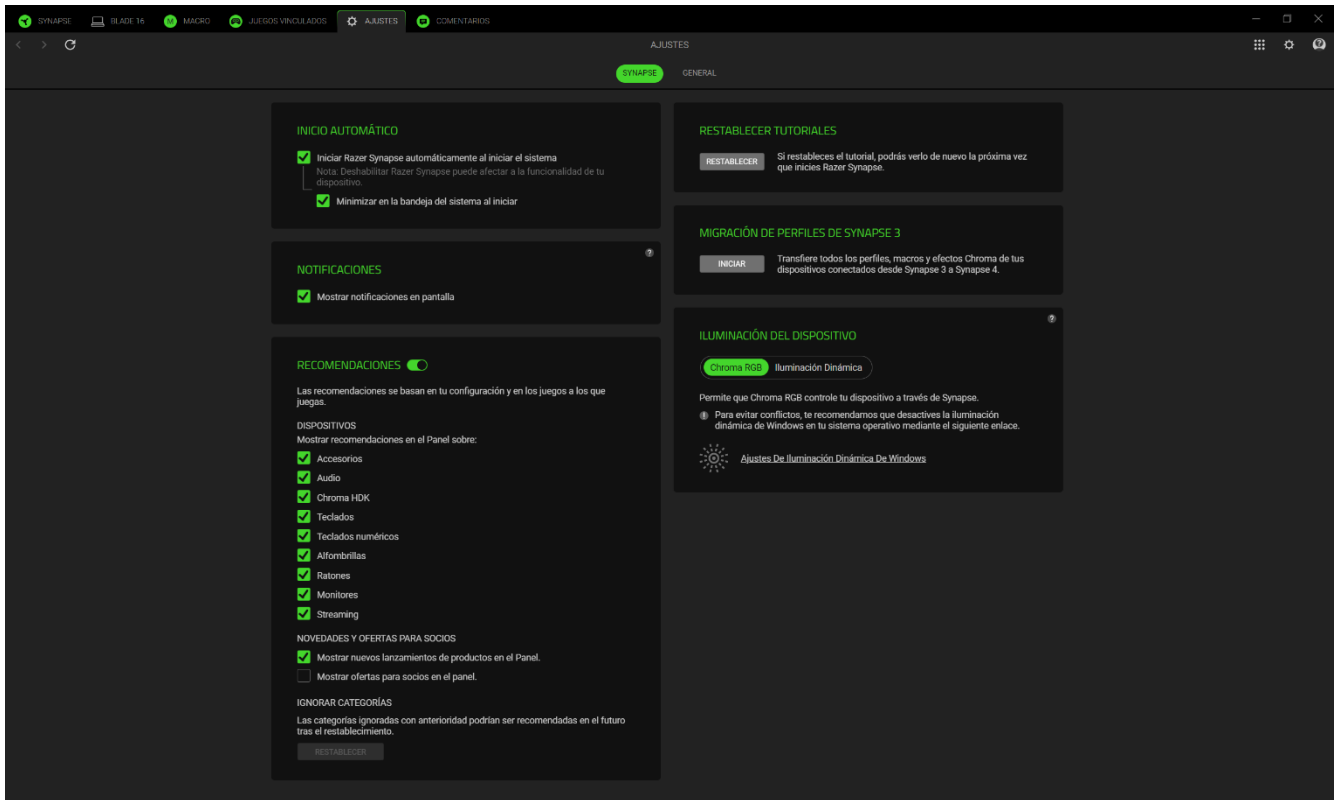 SYNAPSE
BLADE 16
MACRO
JUEGOS VINCULADOS
AJUSTES
COMENTARIOS
AJUSTES
SYNAPSE
GENERAL
INICIO AUTOMÁTICO
Iniciar Razer Synapse automáticamente al iniciar el sistema
Nota: Deshabilitar Razer Synapse puede afectar a la funcionalidad de tu
dispositivo.
Minimizar en la bandeja del sistema al iniciar
NOTIFICACIONES
Mostrar notificaciones en pantalla
RECOMENDACIONES
Las recomendaciones se basan en tu configuración y en los juegos a los que
juegas.
DISPOSITIVOS
Mostrar recomendaciones en el Panel sobre:
Accesorios
Audio
Chroma HDK
Teclados
Teclados numéricos
Alfombrillas
Ratones
Monitores
Streaming
NOVEDADES Y OFERTAS PARA SOCIOS
Mostrar nuevos lanzamientos de productos en el Panel.
Mostrar ofertas para socios en el panel.
IGNORAR CATEGORÍAS
Las categorías ignoradas con anterioridad podrían ser recomendadas en el futuro
tras el restablecimiento.
RESTABLECER
RESTABLECER TUTORIALES
RESTABLECER
Si restableces el tutorial, podrás verlo de nuevo la próxima vez
que inicies Razer Synapse.
MIGRACIÓN DE PERFILES DE SYNAPSE 3
INICIAR
Transfiere todos los perfiles, macros y efectos Chroma de tus
dispositivos conectados desde Synapse 3 a Synapse 4.
ILUMINACIÓN DEL DISPOSITIVO
Chroma RGB
Iluminación Dinámica
Permite que Chroma RGB controle tu dispositivo a través de Synapse.
Para evitar conflictos, te recomendamos que desactives la iluminación
dinámica de Windows en tu sistema operativo mediante el siguiente enlace.
Ajustes De Iluminación Dinámica De Windows